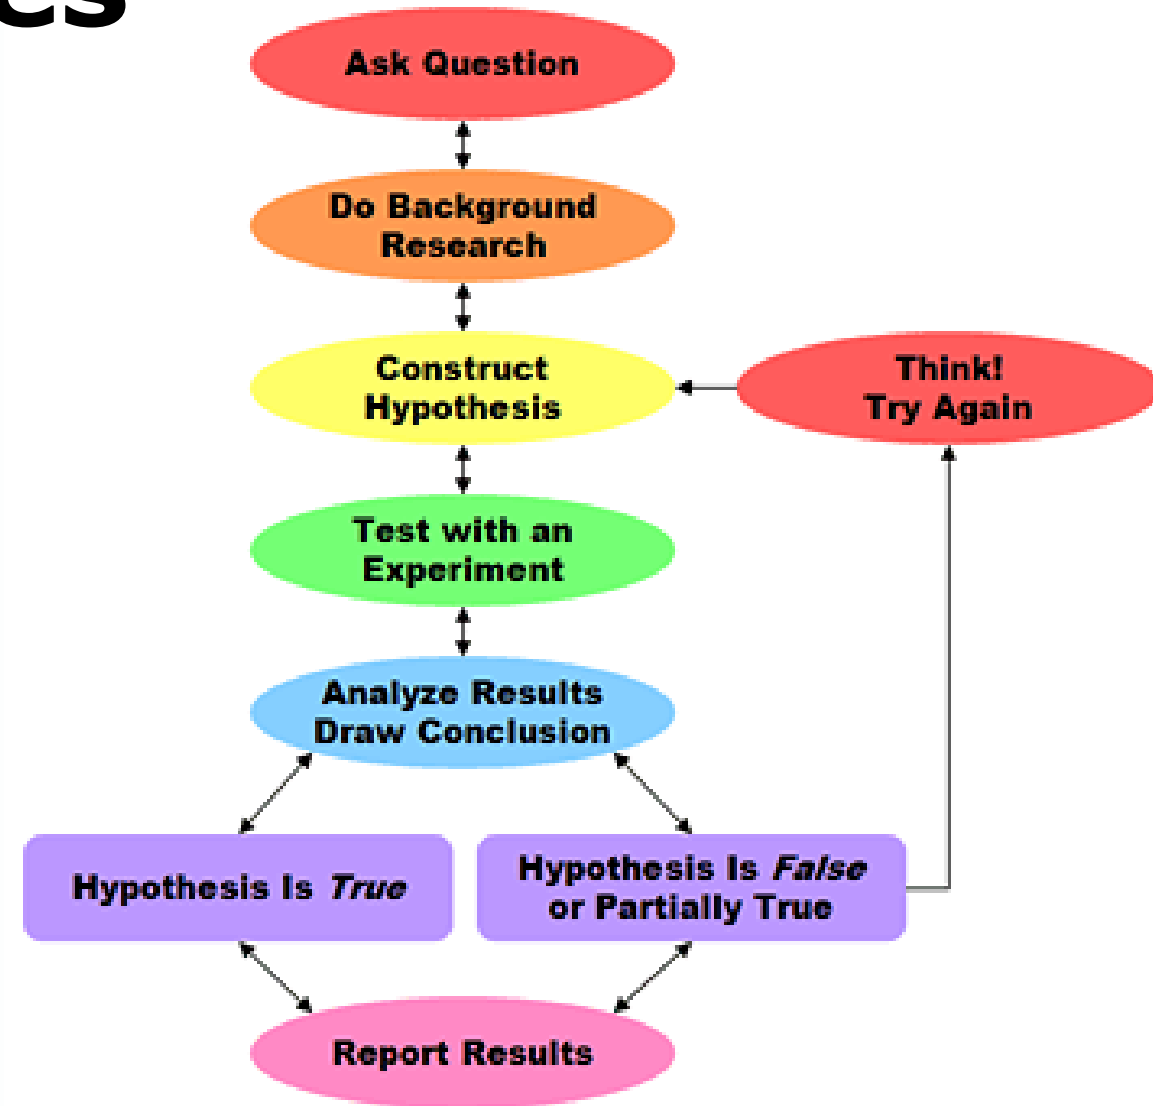 es
Ask Question
Do Background
Research
Construct
Hypothesis
Think!
Try Again
Test with an
Experiment
Analyze Results
Draw Conclusion
Hypothesis Is True
Hypothesis Is False
or Partially True
Report Results